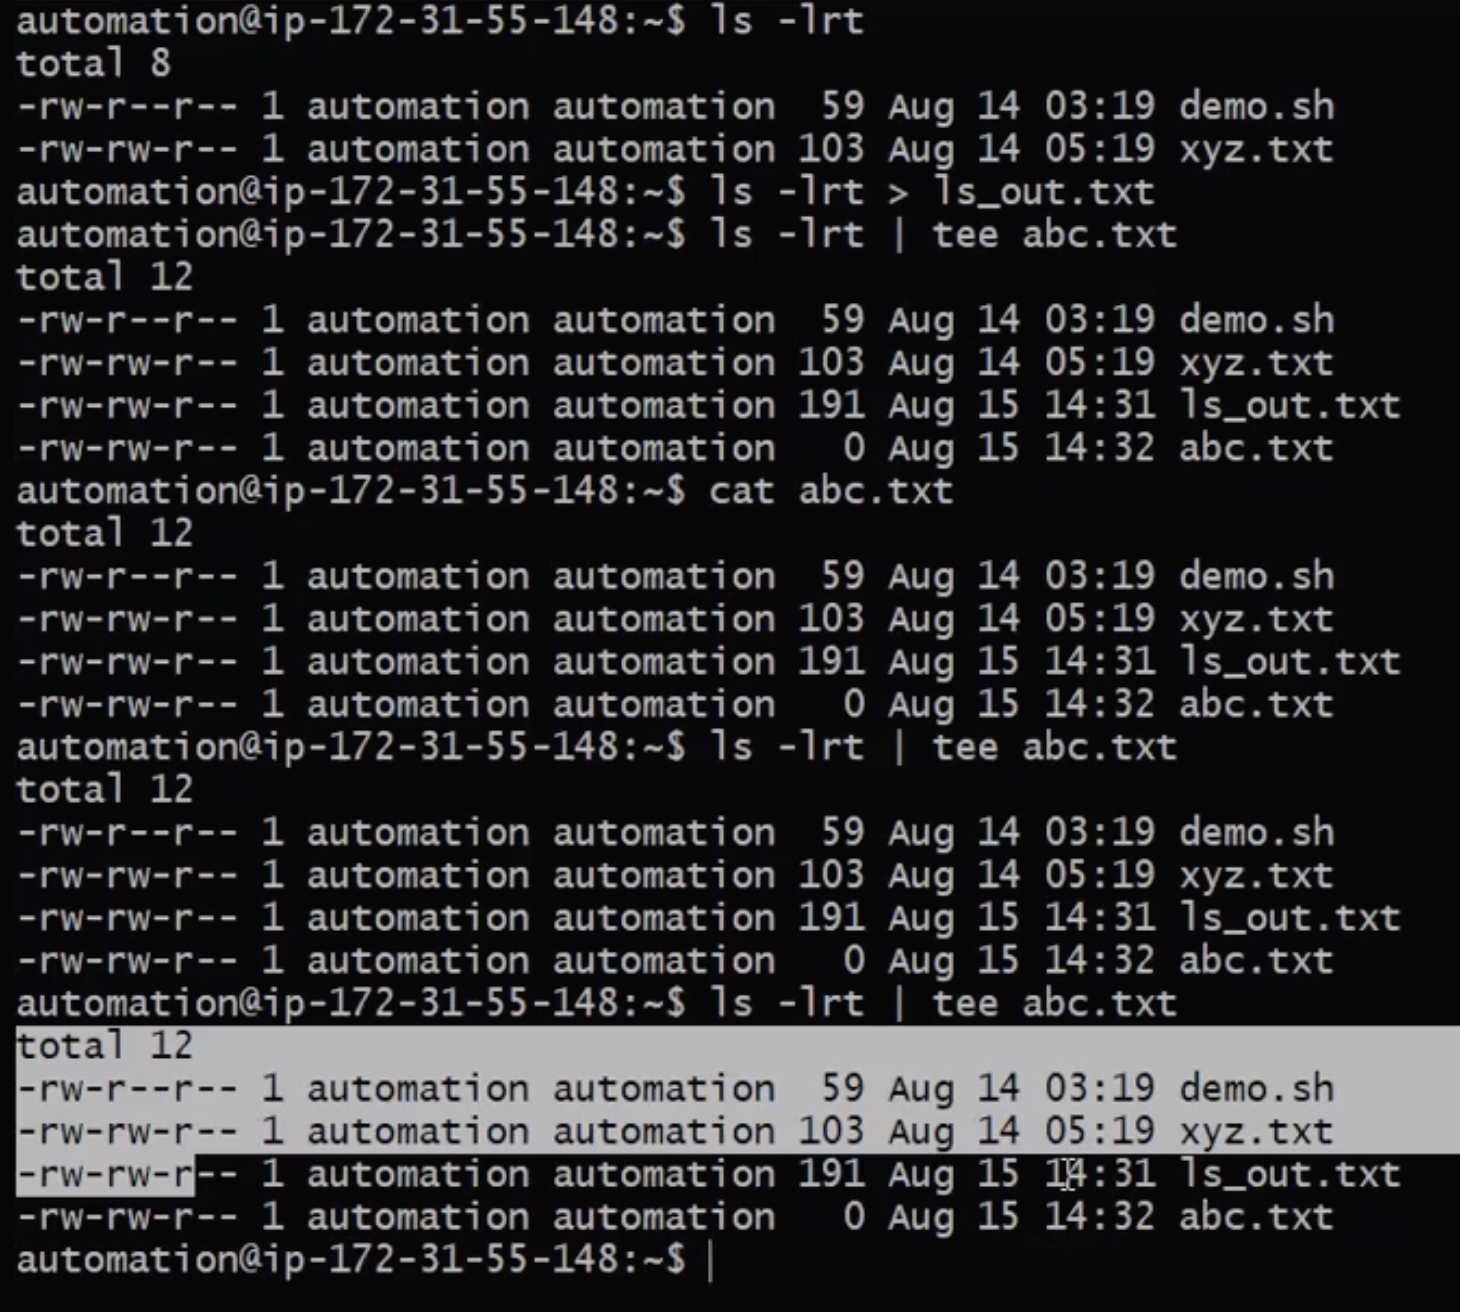 automation@ip-172-31-55-148:~$ ls -lrt
total 8
-rw-r--r-- 1 automation automation  59 Aug 14 03:19 demo.sh
-rw-rw-r-- 1 automation automation 103 Aug 14 05:19 xyz.txt
automation@ip-172-31-55-148:~$ ls -lrt > ls_out.txt
automation@ip-172-31-55-148:~$ ls -lrt | tee abc.txt
total 12
-rw-r--r-- 1 automation automation  59 Aug 14 03:19 demo.sh
-rw-rw-r-- 1 automation automation 103 Aug 14 05:19 xyz.txt
-rw-rw-r-- 1 automation automation 191 Aug 15 14:31 ls_out.txt
-rw-rw-r-- 1 automation automation   0 Aug 15 14:32 abc.txt
automation@ip-172-31-55-148:~$ cat abc.txt
total 12
-rw-r--r-- 1 automation automation  59 Aug 14 03:19 demo.sh
-rw-rw-r-- 1 automation automation 103 Aug 14 05:19 xyz.txt
-rw-rw-r-- 1 automation automation 191 Aug 15 14:31 ls_out.txt
-rw-rw-r-- 1 automation automation   0 Aug 15 14:32 abc.txt
automation@ip-172-31-55-148:~$ ls -lrt | tee abc.txt
total 12
-rw-r--r-- 1 automation automation  59 Aug 14 03:19 demo.sh
-rw-rw-r-- 1 automation automation 103 Aug 14 05:19 xyz.txt
-rw-rw-r-- 1 automation automation 191 Aug 15 14:31 ls_out.txt
-rw-rw-r-- 1 automation automation   0 Aug 15 14:32 abc.txt
automation@ip-172-31-55-148:~$ ls -lrt | tee abc.txt
total 12
-rw-r--r-- 1 automation automation  59 Aug 14 03:19 demo.sh
-rw-rw-r-- 1 automation automation 103 Aug 14 05:19 xyz.txt
-rw-rw-r-- 1 automation automation 191 Aug 15 14:31 ls_out.txt
-rw-rw-r-- 1 automation automation   0 Aug 15 14:32 abc.txt
automation@ip-172-31-55-148:~$